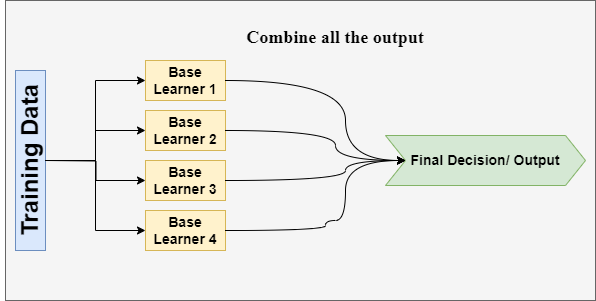 Combine all the output
Training Data
Base
Learner 1
Base
Learner 2
Base
Learner 3
Base
Learner 4
Final Decision/ Output